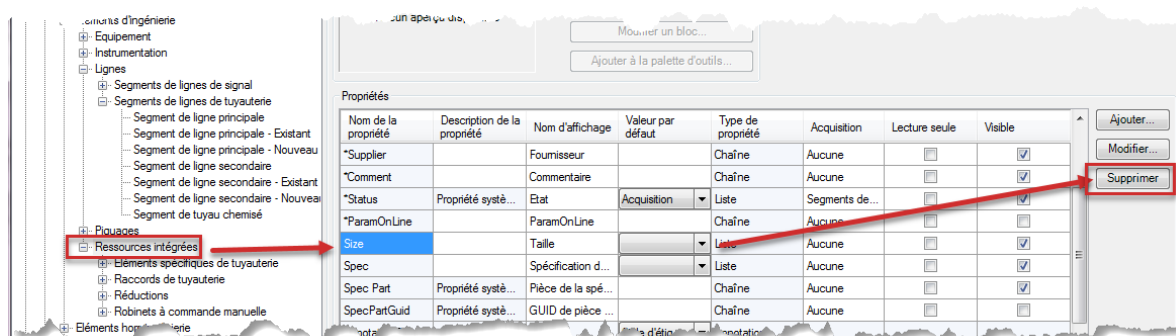 d'ingénierie
Equipement
Instrumentation
Lignes
Segments de lignes de signal
Segments de lignes de tuyauterie
Segment de ligne principale
Segment de ligne principale - Existant
Segment de ligne principale - Nouveau
Segment de ligne secondaire
Segment de ligne secondaire - Existant
Segment de ligne secondaire - Nouveau
Segment de tuyau chemisé
Piquages
Ressources intégrées
Eléments spécifiques de tuyauterie
Raccords de tuyauterie
Réductions
Robinets à commande manuelle
Eléments
aperçu
un bloc...
Ajouter à la palette d'outils...
Propriétés
Nom de la propriété Description de la propriété Nom d'affichage Valeur par défaut Type de propriété Acquisition Lecture seule Visible
*Supplier Fournisseur Chaîne Aucune
*Comment Commentaire Chaîne Aucune
*Status Propriété systè... Etat Acquisition Liste Segments de...
*ParamOnLine ParamOnLine Chaîne Aucune
Size Taille Liste Aucune
Spec Spécification d... Liste Aucune
Spec Part Propriété systè... Pièce de la spé... Chaîne Aucune
SpecPartGuid Propriété systè... GUID de pièce ... Chaîne Aucune
Ajouter...
Modifier...
Supprimer